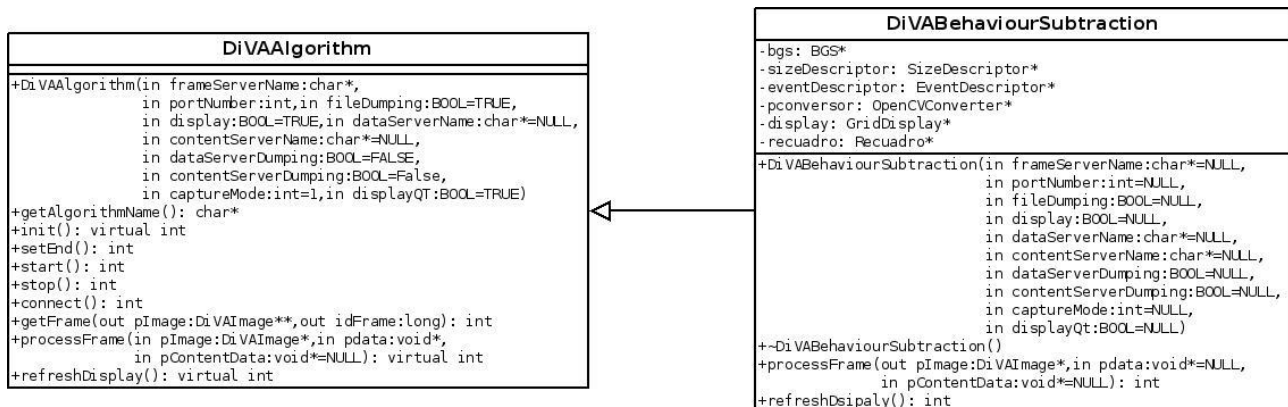 DiVAAlgorithm
+DiVAAlgorithm(in frameServerName:char*,
in portNumber:int,in fileDumping:BOOL=TRUE,
in display:BOOL=TRUE,in dataServerName:char*=NULL,
in contentServerName:char*=NULL,
in dataServerDumping:BOOL=FALSE,
in contentServerDumping:BOOL=False,
in captureMode:int=1,in displayQT:BOOL=TRUE)
+getAlgorithmName(): char*
+init(): virtual int
+setEnd(): int
+start(): int
+stop(): int
+connect(): int
+getFrame(out pImage:DiVAImage**,out idFrame:long): int
+processFrame(in pImage:DiVAImage*,in pdata:void*,
in pContentData:void*=NULL): virtual int
+refreshDisplay(): virtual int
DiVABehaviourSubtraction
-bgs: BGS*
-sizeDescriptor: SizeDescriptor*
-eventDescriptor: EventDescriptor*
-pconversor: OpenCVConverter*
-display: GridDisplay*
-recuadro: Recuadro*
+DiVABehaviourSubtraction(in frameServerName:char*=NULL,
in portNumber:int=NULL,
in fileDumping:BOOL=NULL,
in display:BOOL=NULL,
in dataServerName:char*=NULL,
in contentServerName:char*=NULL,
in dataServerDumping:BOOL=NULL,
in contentServerDumping:BOOL=NULL,
in captureMode:int=NULL,
in displayQt:BOOL=NULL)
+~DiVABehaviourSubtraction()
+processFrame(out pImage:DiVAImage*,in pdata:void*=NULL,
in pContentData:void*=NULL): int
+refreshDsipaly(): int